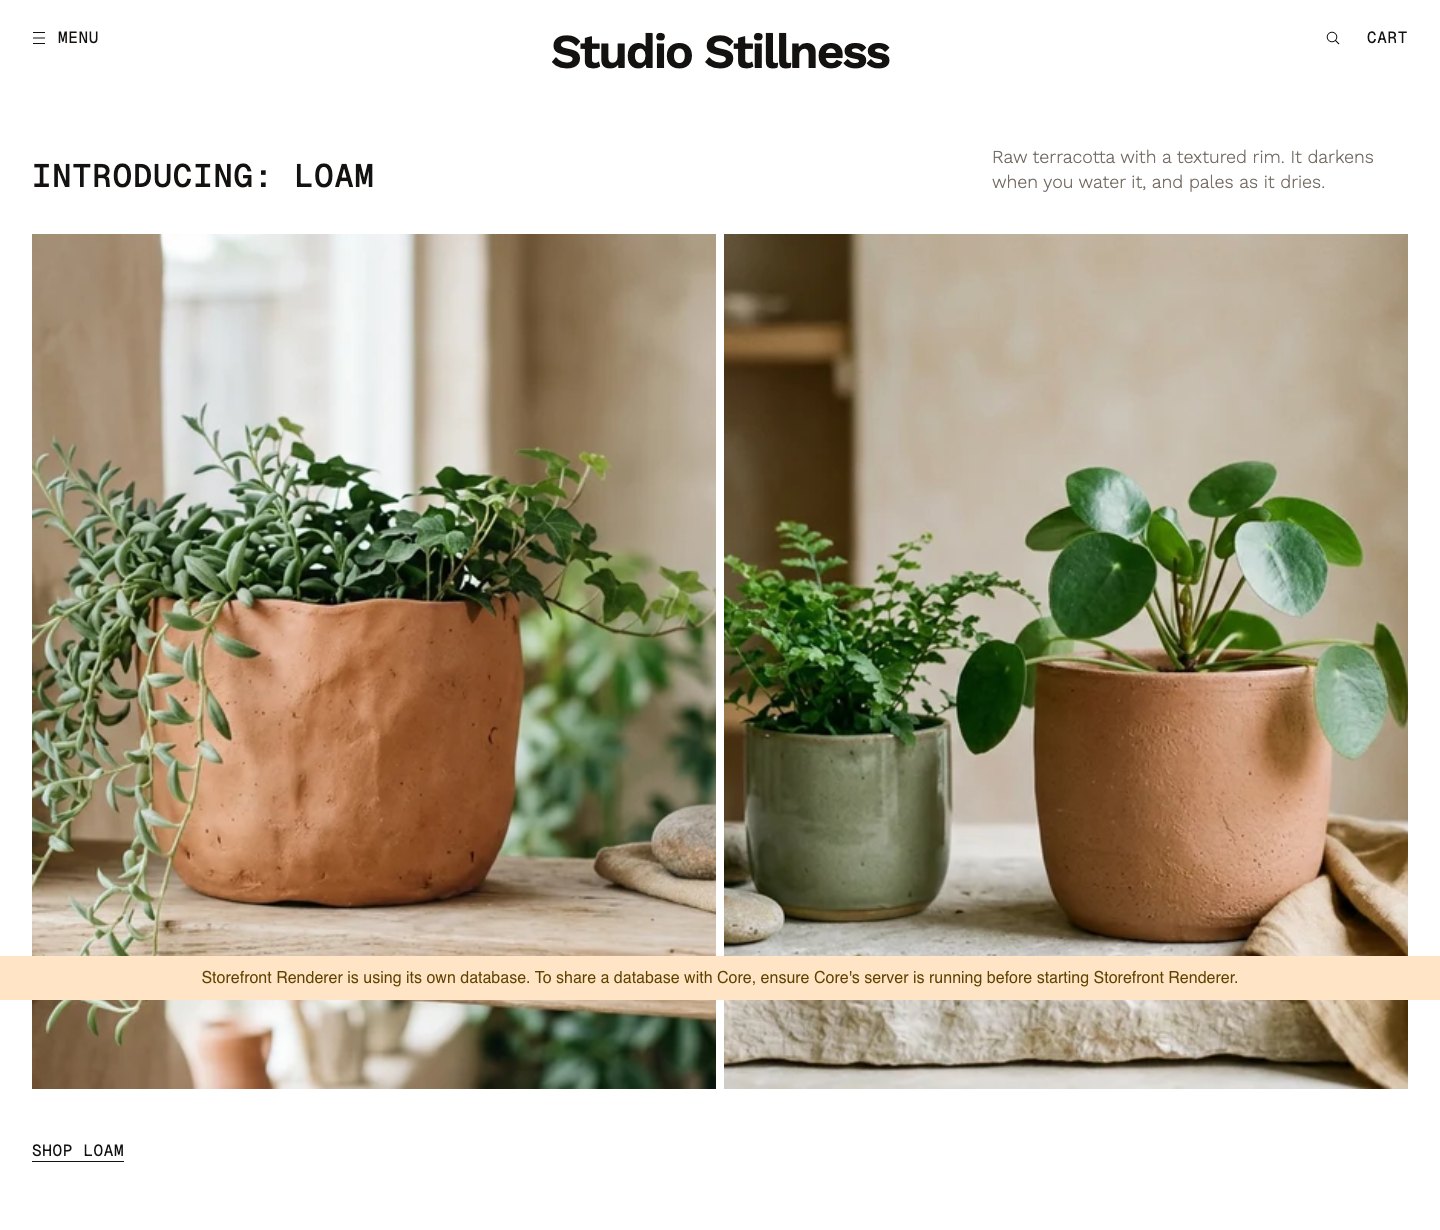 MENU
Studio Stillness
CART
INTRODUCING: LOAM
Raw terracotta with a textured rim. It darkens
when you water it, and pales as it dries.
Storefront Renderer is using its own database. To share a database with Core, ensure Core's server is running before starting Storefront Renderer.
SHOP LOAM